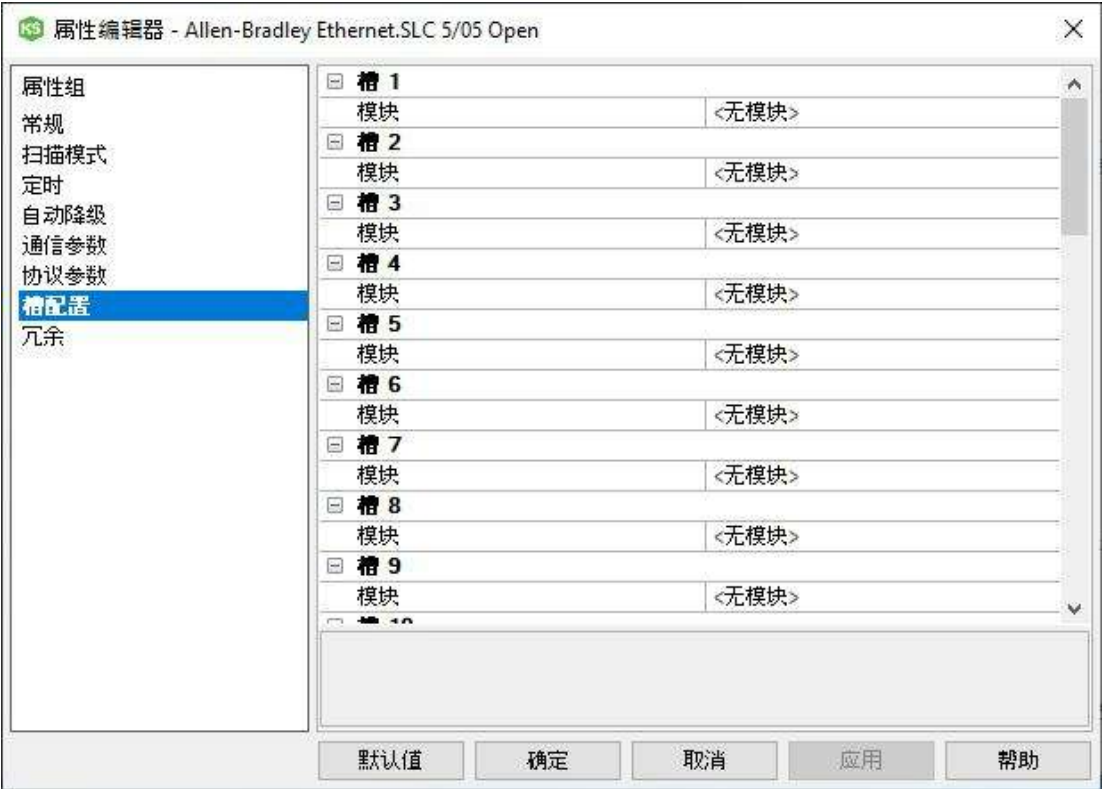 KS 属性编辑器 - Allen-Bradley Ethernet.SLC 5/05 Open
属性组
常规
扫描模式
定时
自动降级
通信参数
协议参数
槽配置
冗余
槽 1
模块 <无模块>
槽 2
模块 <无模块>
槽 3
模块 <无模块>
槽 4
模块 <无模块>
槽 5
模块 <无模块>
槽 6
模块 <无模块>
槽 7
模块 <无模块>
槽 8
模块 <无模块>
槽 9
模块 <无模块>
槽 10
默认值 确定 取消 应用 帮助